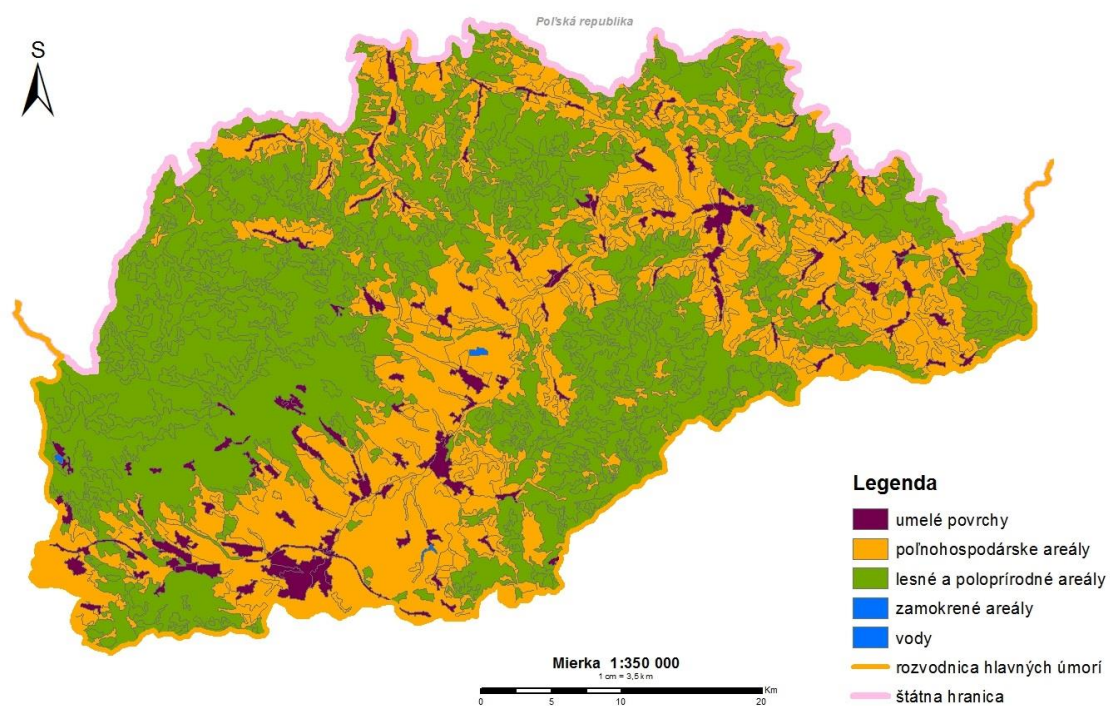 Poľská republika
S
Legenda
umelé povrchy
poľnohospodárske areály
lesné a poloprírodné areály
zamokrené areály
vody
rozvodnica hlavných úmorí
štátna hranica
Mierka 1:350 000
1 cm = 3,5 km
Km
0 5 10 20